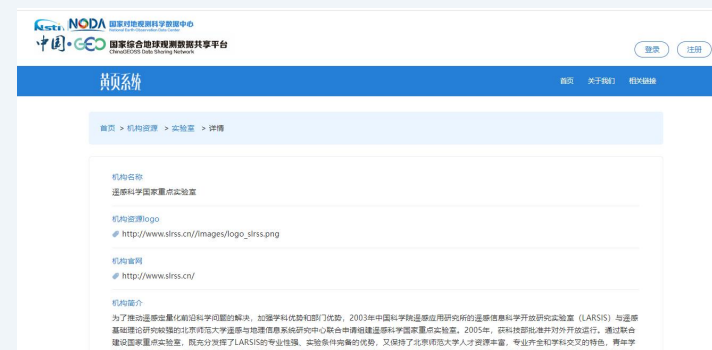 Nsti NODA 国家对地观测科学数据中心
National Earth Observation Data Center
中国·GEO 国家综合地球观测数据共享平台
ChinaGEOSS Data Sharing Network
登录 注册
黄页系统 首页 关于我们 相关链接
首页 > 机构资源 > 实验室 > 详情
机构名称
遥感科学国家重点实验室
机构资源logo
http://www.slrss.cn//images/logo_slrss.png
机构官网
http://www.slrss.cn/
机构简介
为了推动遥感定量化前沿科学问题的解决，加强学科优势和部门优势，2003年中国科学院遥感应用研究所的遥感信息科学开放研究实验室（LARSIS）与遥感
基础理论研究较强的北京师范大学遥感与地理信息系统研究中心联合申请组建遥感科学国家重点实验室。2005年，获科技部批准并对外开放运行。通过联合
建设国家重点实验室，既充分发挥了LARSIS的专业性强、实验条件完备的优势，又保持了北京师范大学人才资源丰富，专业齐全和学科交叉的特色，青年学